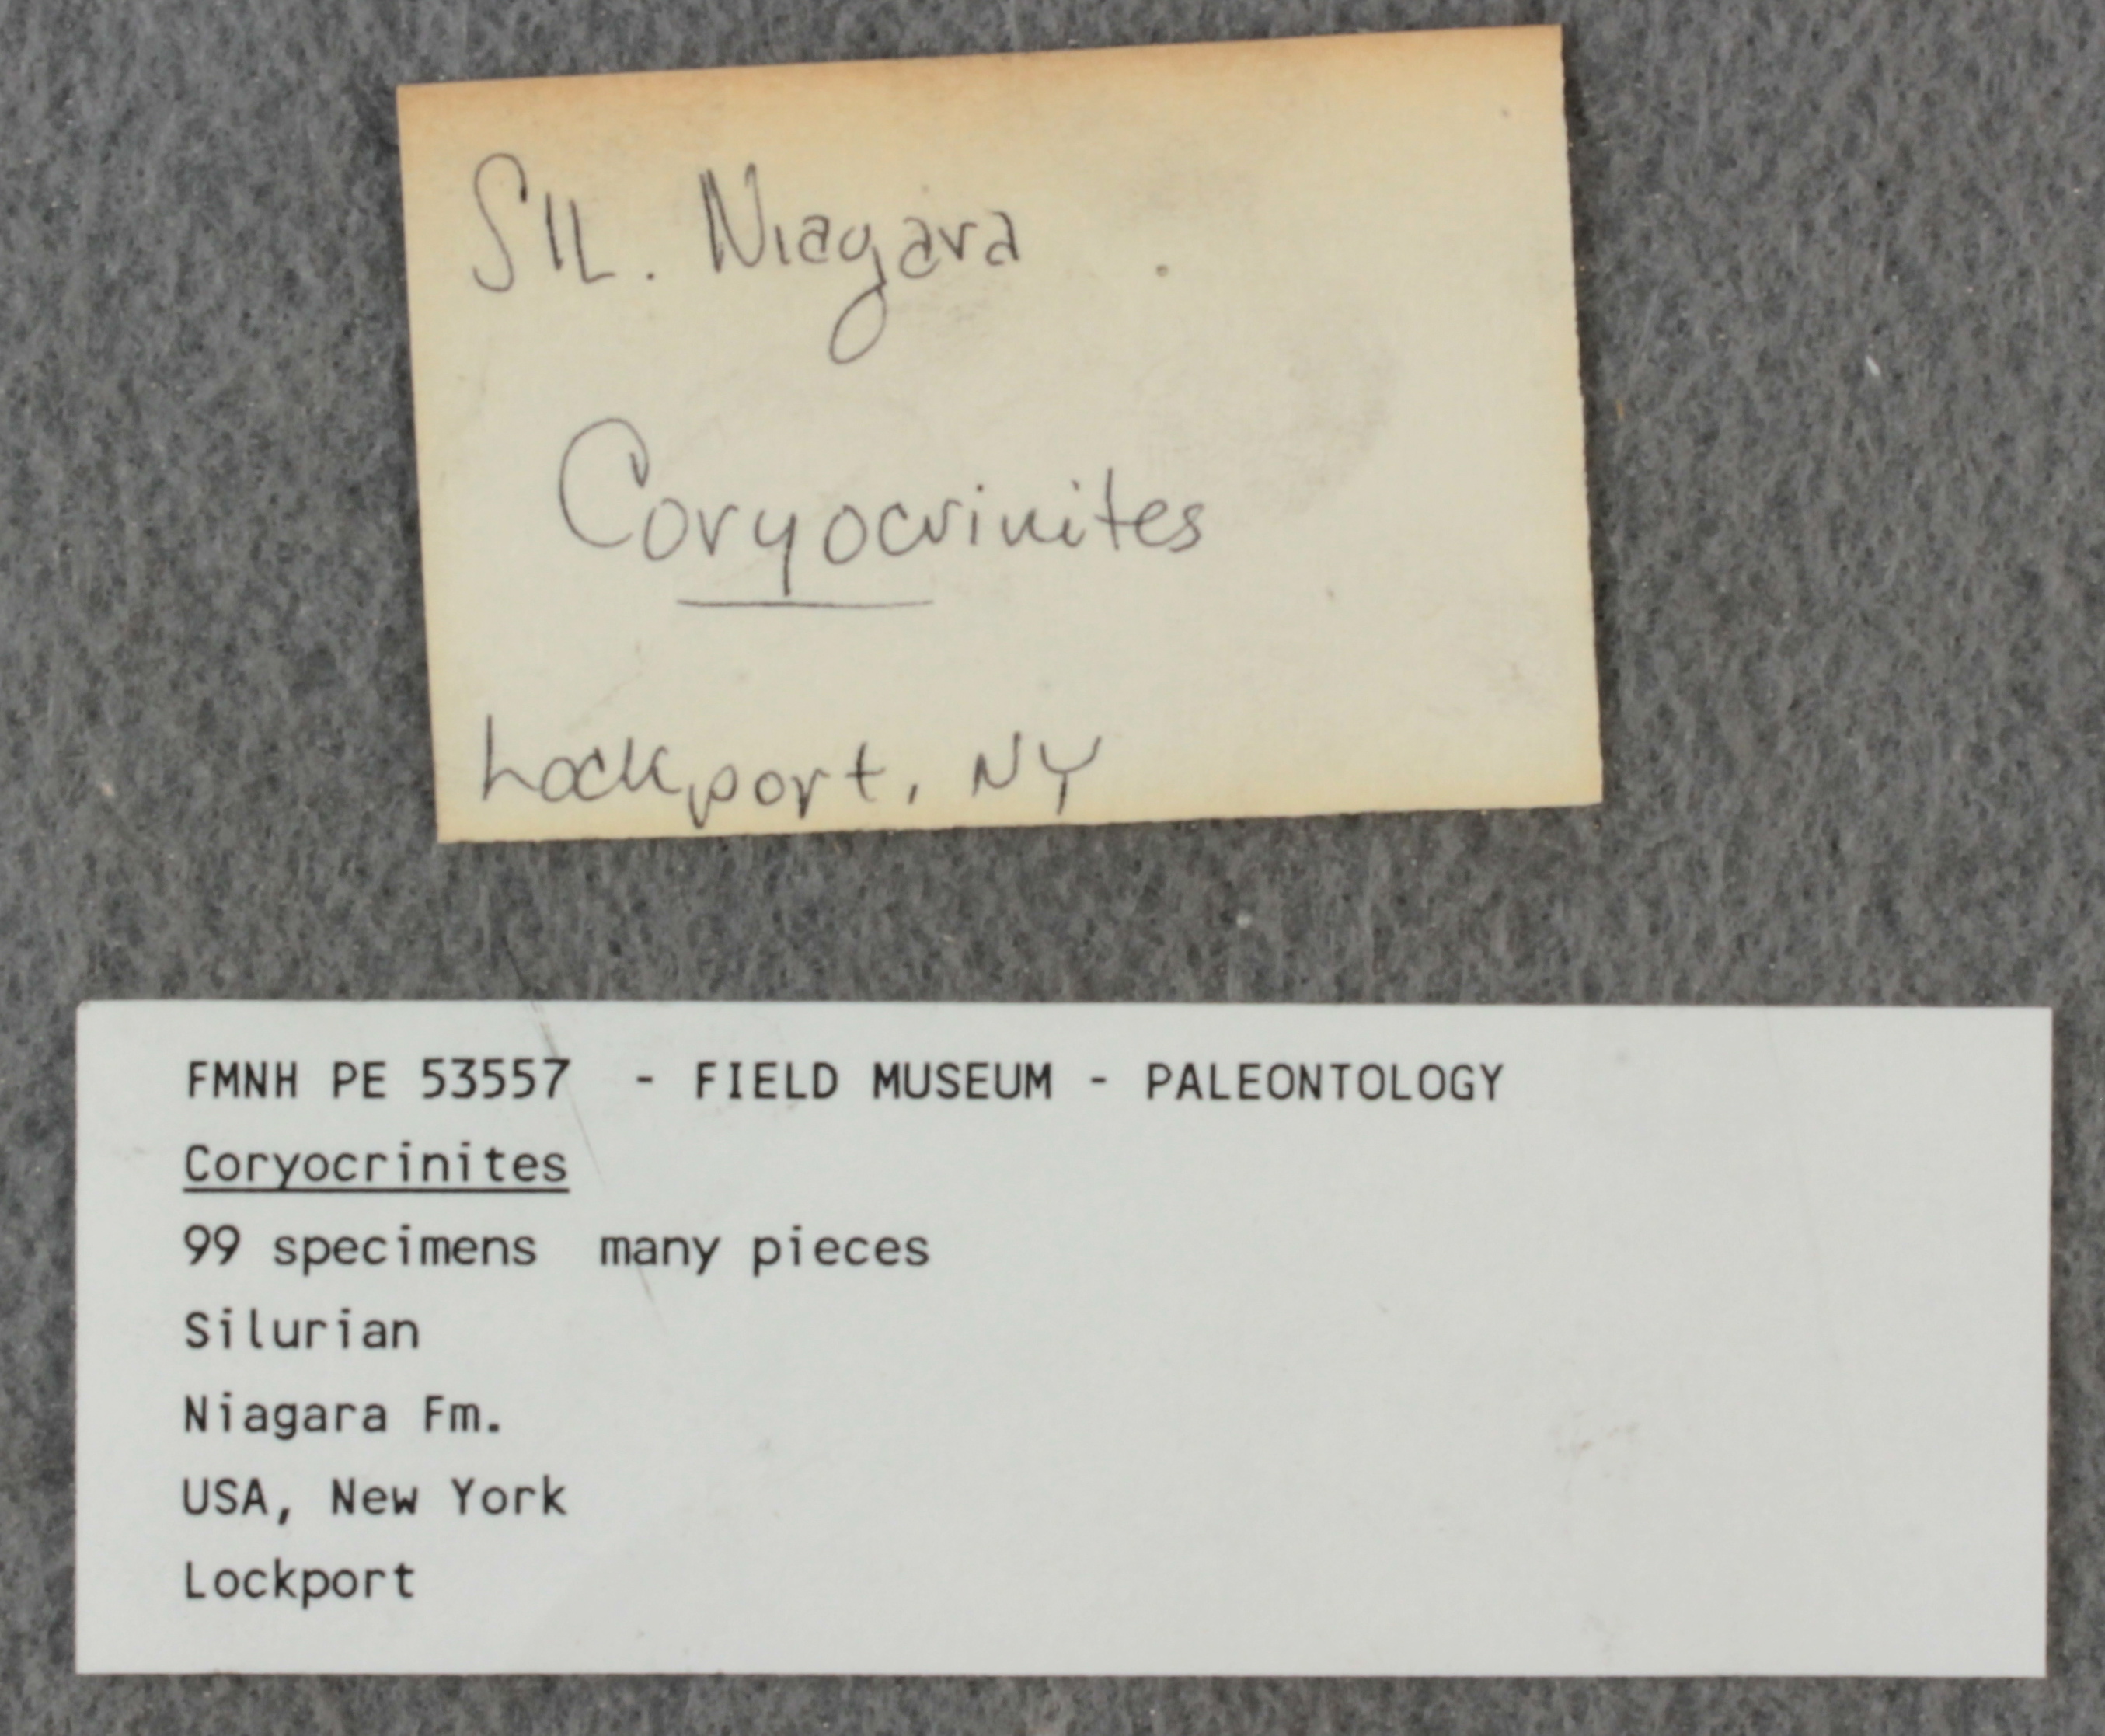 SIL. Niagara
Coryocrinites
Lockport, NY
FMNH PE 53557 - FIELD MUSEUM - PALEONTOLOGY
Coryocrinites
99 specimens many pieces
Silurian
Niagara Fm.
USA, New York
Lockport